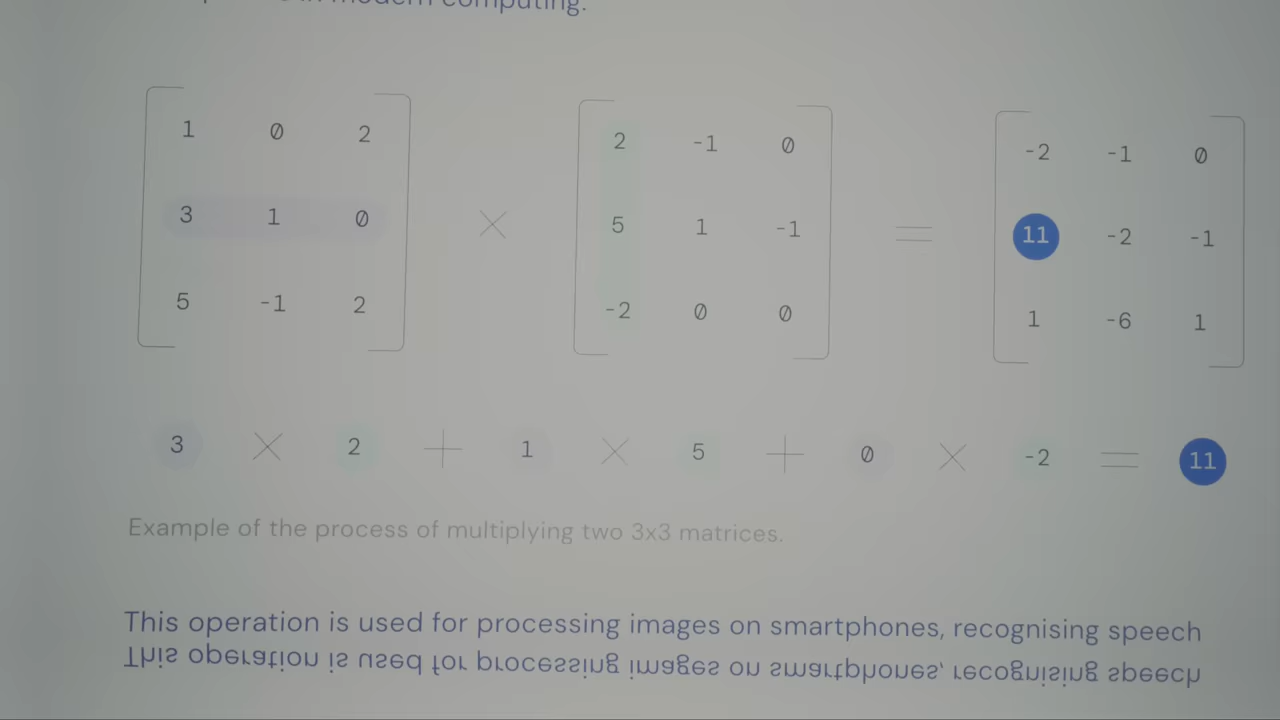 in modern computing.
1 0 2
3 1 0
5 -1 2
×
2 -1 0
5 1 -1
-2 0 0
=
-2 -1 0
11 -2 -1
1 -6 1
3 × 2 + 1 × 5 + 0 × -2 = 11
Example of the process of multiplying two 3x3 matrices.
This operation is used for processing images on smartphones, recognising speech
This operation is used for processing images on smartphones, recognising speech